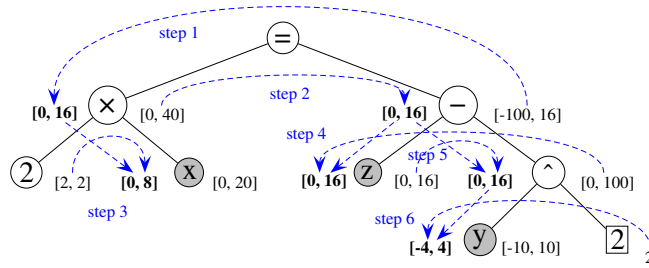 step 1
=
[0, 16] × [0, 40] step 2 [0, 16] − [-100, 16]
step 4
step 5
2 [2, 2] [0, 8] x [0, 20] [0, 16] z [0, 16] [0, 16] ^ [0, 100]
step 3
step 6
[-4, 4] y [-10, 10] 2 2